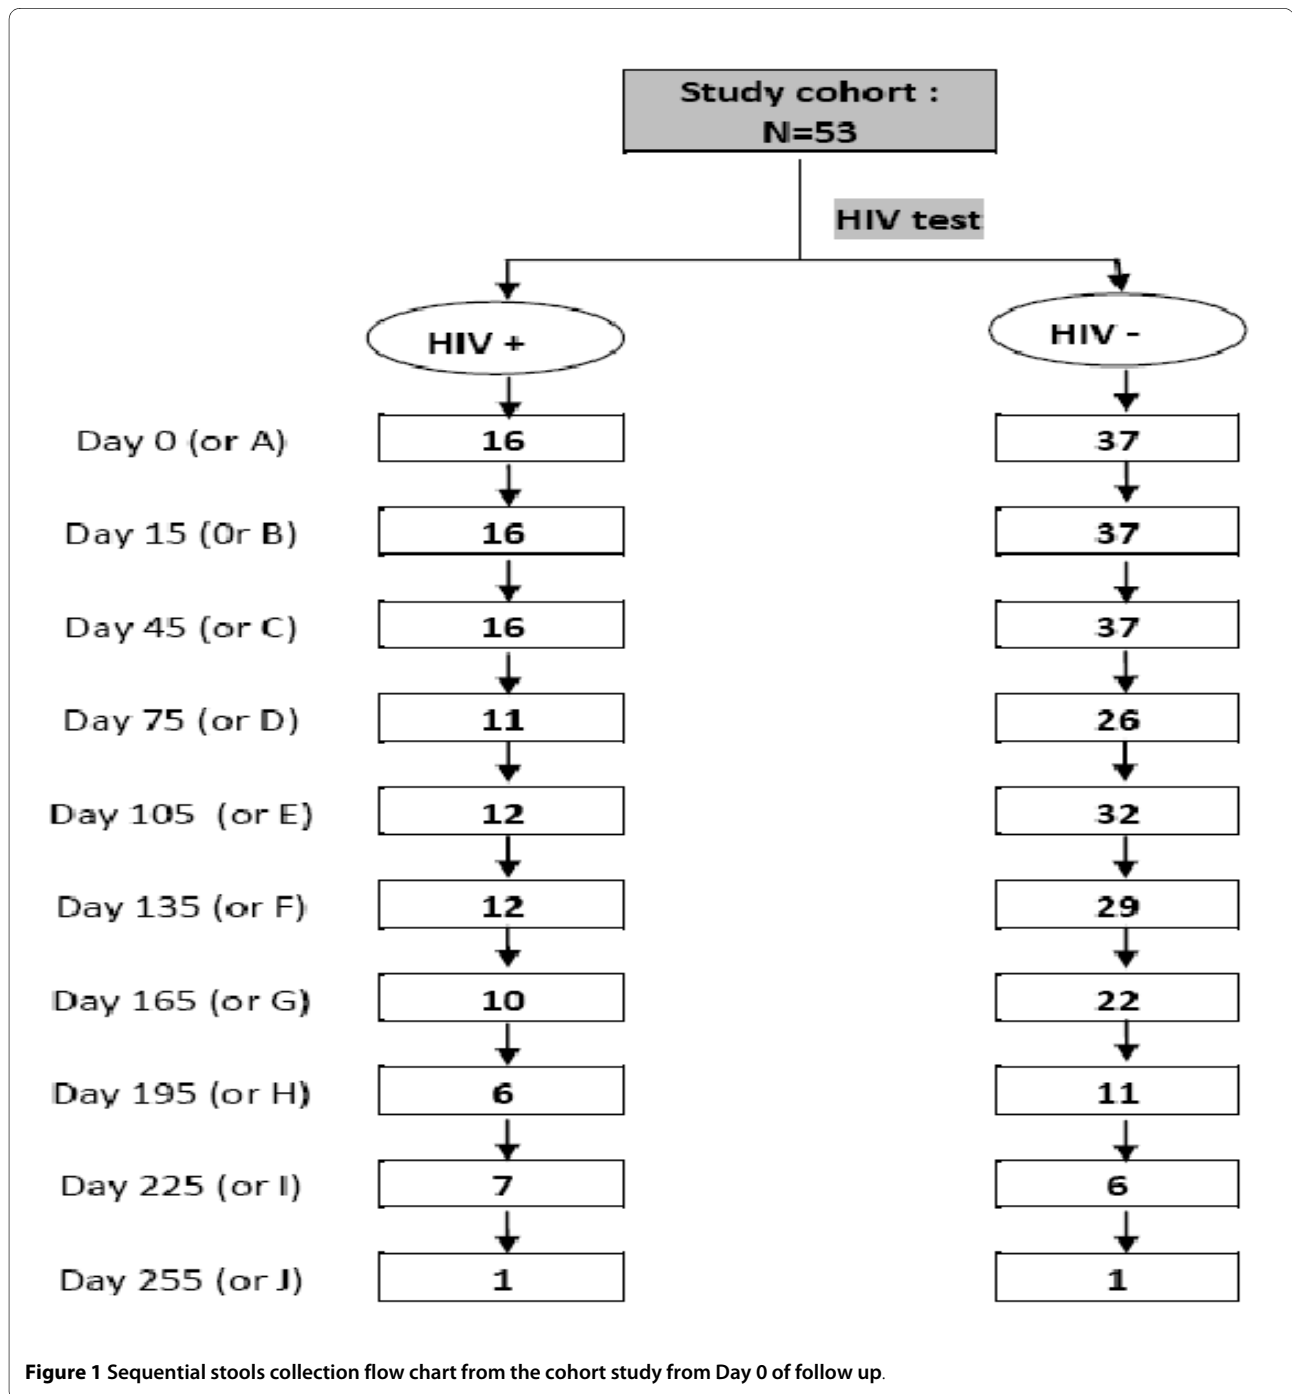 Study cohort :
N=53
HIV test
HIV +
HIV -
Day 0 (or A)
16
37
Day 15 (0r B)
16
37
Day 45 (or C)
16
37
Day 75 (or D)
11
26
Day 105 (or E)
12
32
Day 135 (or F)
12
29
Day 165 (or G)
10
22
Day 195 (or H)
6
11
Day 225 (or I)
7
6
Day 255 (or J)
1
1
Figure 1 Sequential stools collection flow chart from the cohort study from Day 0 of follow up.